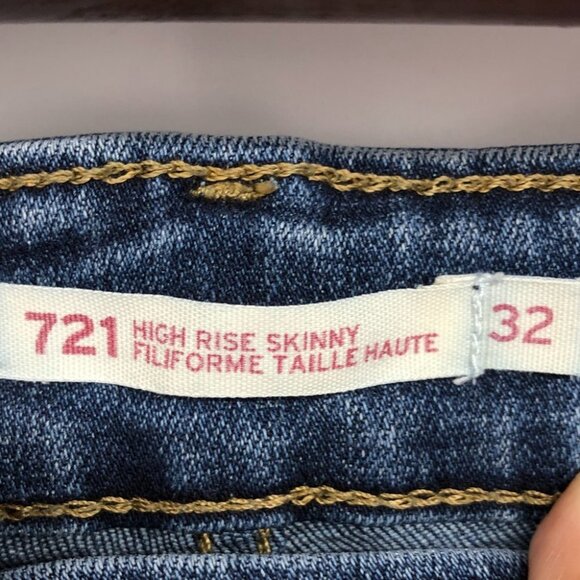 721 HIGH RISE SKINNY
FILIFORME TAILLE HAUTE
32